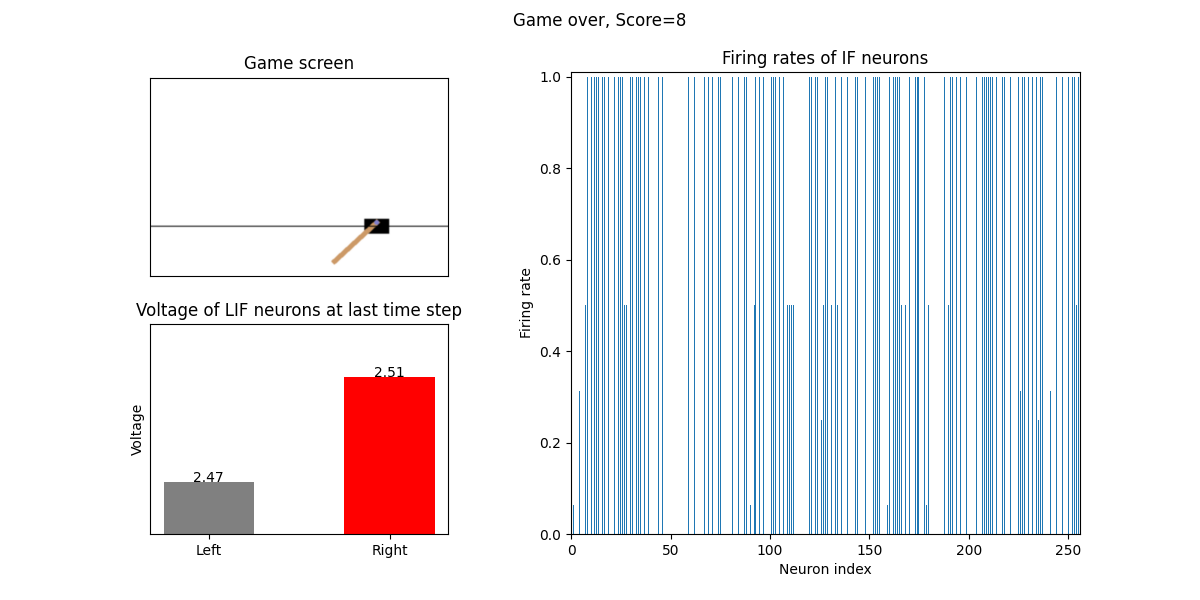 Game over, Score=8
Game screen
Voltage of LIF neurons at last time step
Voltage
2.47
2.51
Left
Right
Firing rates of IF neurons
Firing rate
1.0
0.8
0.6
0.4
0.2
0.0
0
50
100
150
200
250
Neuron index